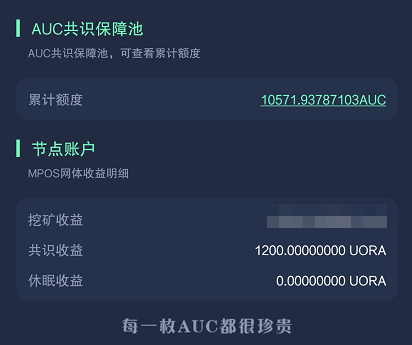 AUC共识保障池
AUC共识保障池，可查看累计额度
累计额度 10571.93787103AUC
节点账户
MPOS网体收益明细
挖矿收益
共识收益 1200.00000000 UORA
休眠收益 0.00000000 UORA
每一枚AUC都很珍贵